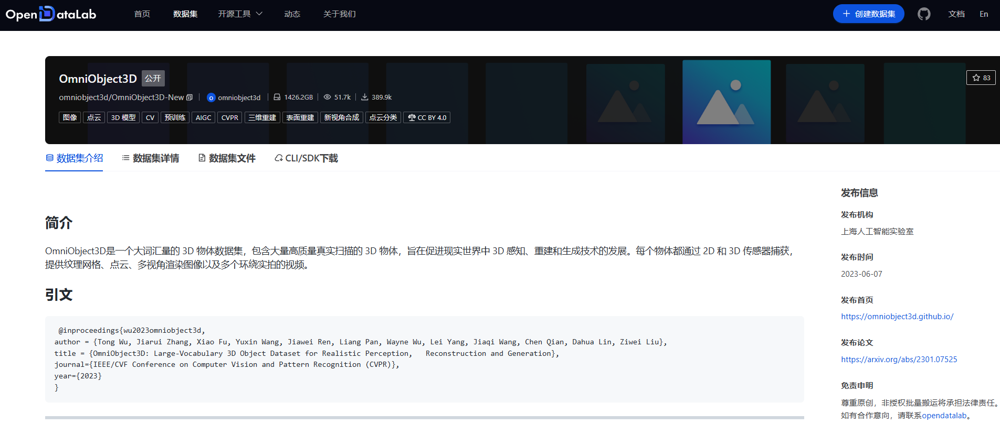 OpenDataLab
首页
数据集
开源工具
动态
关于我们
创建数据集
文档
En
OmniObject3D 公开
83
omniobject3d/OmniObject3D-New
o omniobject3d
1426.2GB
51.7k
389.9k
图像 点云 3D 模型 CV 预训练 AIGC CVPR 三维重建 表面重建 新视角合成 点云分类 CC BY 4.0
数据集介绍
数据集详情
数据集文件
CLI/SDK下载
简介
OmniObject3D是一个大词汇量的 3D 物体数据集，包含大量高质量真实扫描的 3D 物体，旨在促进现实世界中 3D 感知、重建和生成技术的发展。每个物体都通过 2D 和 3D 传感器捕获，
提供纹理网格、点云、多视角渲染图像以及多个环绕实拍的视频。
引文
@inproceedings{wu2023omniobject3d,
author = {Tong Wu, Jiarui Zhang, Xiao Fu, Yuxin Wang, Jiawei Ren, Liang Pan, Wayne Wu, Lei Yang, Jiaqi Wang, Chen Qian, Dahua Lin, Ziwei Liu},
title = {OmniObject3D: Large-Vocabulary 3D Object Dataset for Realistic Perception,   Reconstruction and Generation},
journal={IEEE/CVF Conference on Computer Vision and Pattern Recognition (CVPR)},
year={2023}
}
发布信息
发布机构
上海人工智能实验室
发布时间
2023-06-07
发布首页
https://omniobject3d.github.io/
发布论文
https://arxiv.org/abs/2301.07525
免责申明
尊重原创，非授权批量搬运将承担法律责任。
如有合作意向，请联系opendatalab。